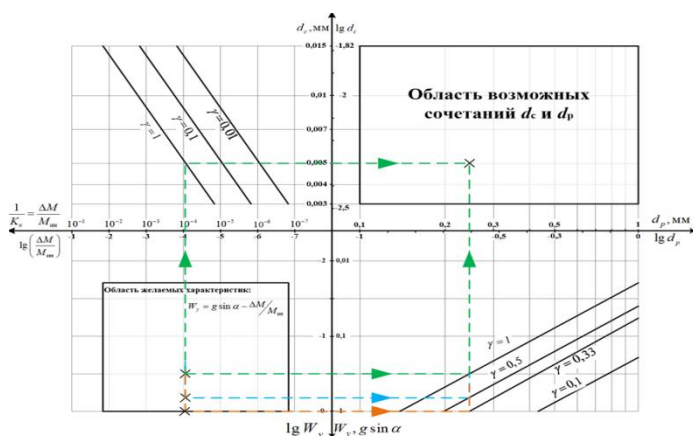 d_c, мм lg d_c
0,015 -1,82
0,01 -2
0,007
0,005
0,003 -2,5
Область возможных
сочетаний d_c и d_p
γ=1
γ=0,1
γ=0,01
1/K_в = ΔM/M_ин
10⁻¹ 10⁻² 10⁻³ 10⁻⁴ 10⁻⁵ 10⁻⁶ 10⁻⁷ 0,1 0,2 0,3 0,5 1 d_p, мм
lg(ΔM/M_ин) -1 -2 -3 -4 -5 -6 -7 -1 -0,5 -0,3 0 lg d_p
-2 0,01
Область желаемых характеристик:
W_y = g sin α − ΔM/M_ин
-1 0,1
γ=1
γ=0,5
γ=0,33
γ=0,1
0 1
lg W_y W_y, g sin α